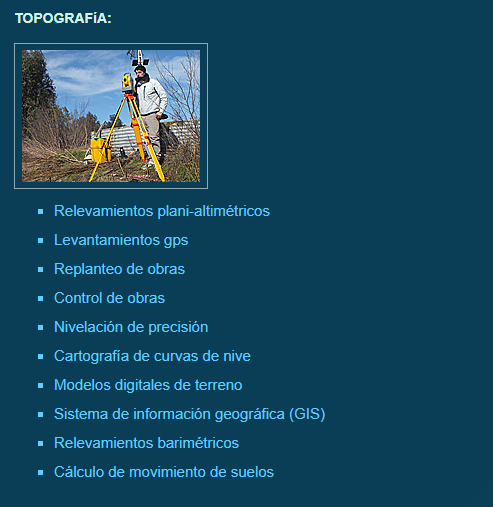 TOPOGRAFíA:
Relevamientos plani-altimétricos
Levantamientos gps
Replanteo de obras
Control de obras
Nivelación de precisión
Cartografía de curvas de nive
Modelos digitales de terreno
Sistema de información geográfica (GIS)
Relevamientos barimétricos
Cálculo de movimiento de suelos